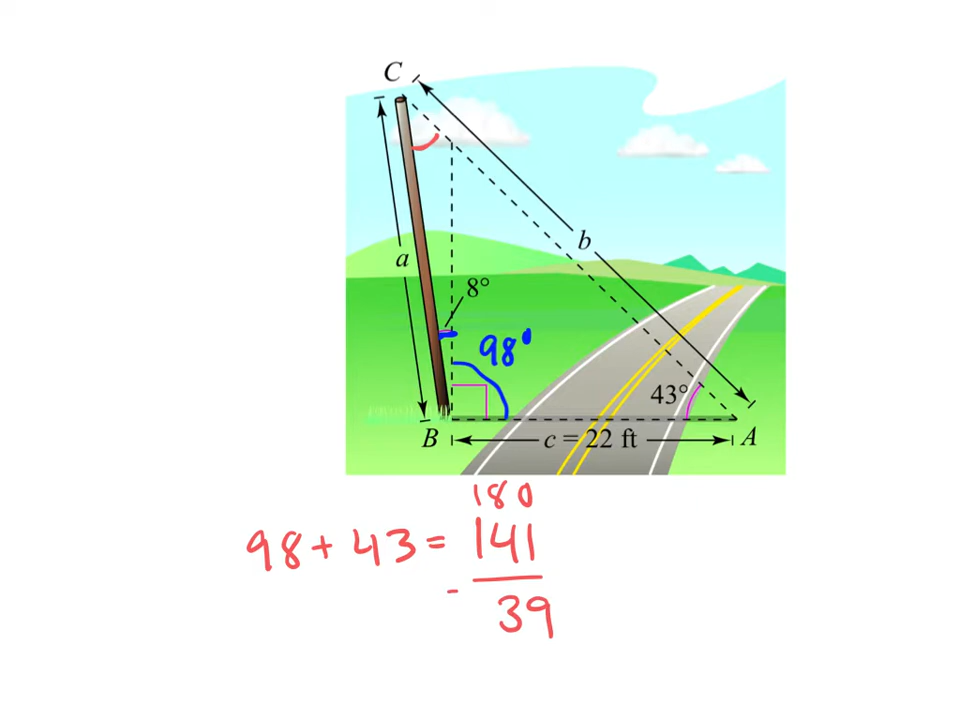 C
b
a
8°
98°
43°
B
c = 22 ft
A
180
98 + 43 = 141
- 39